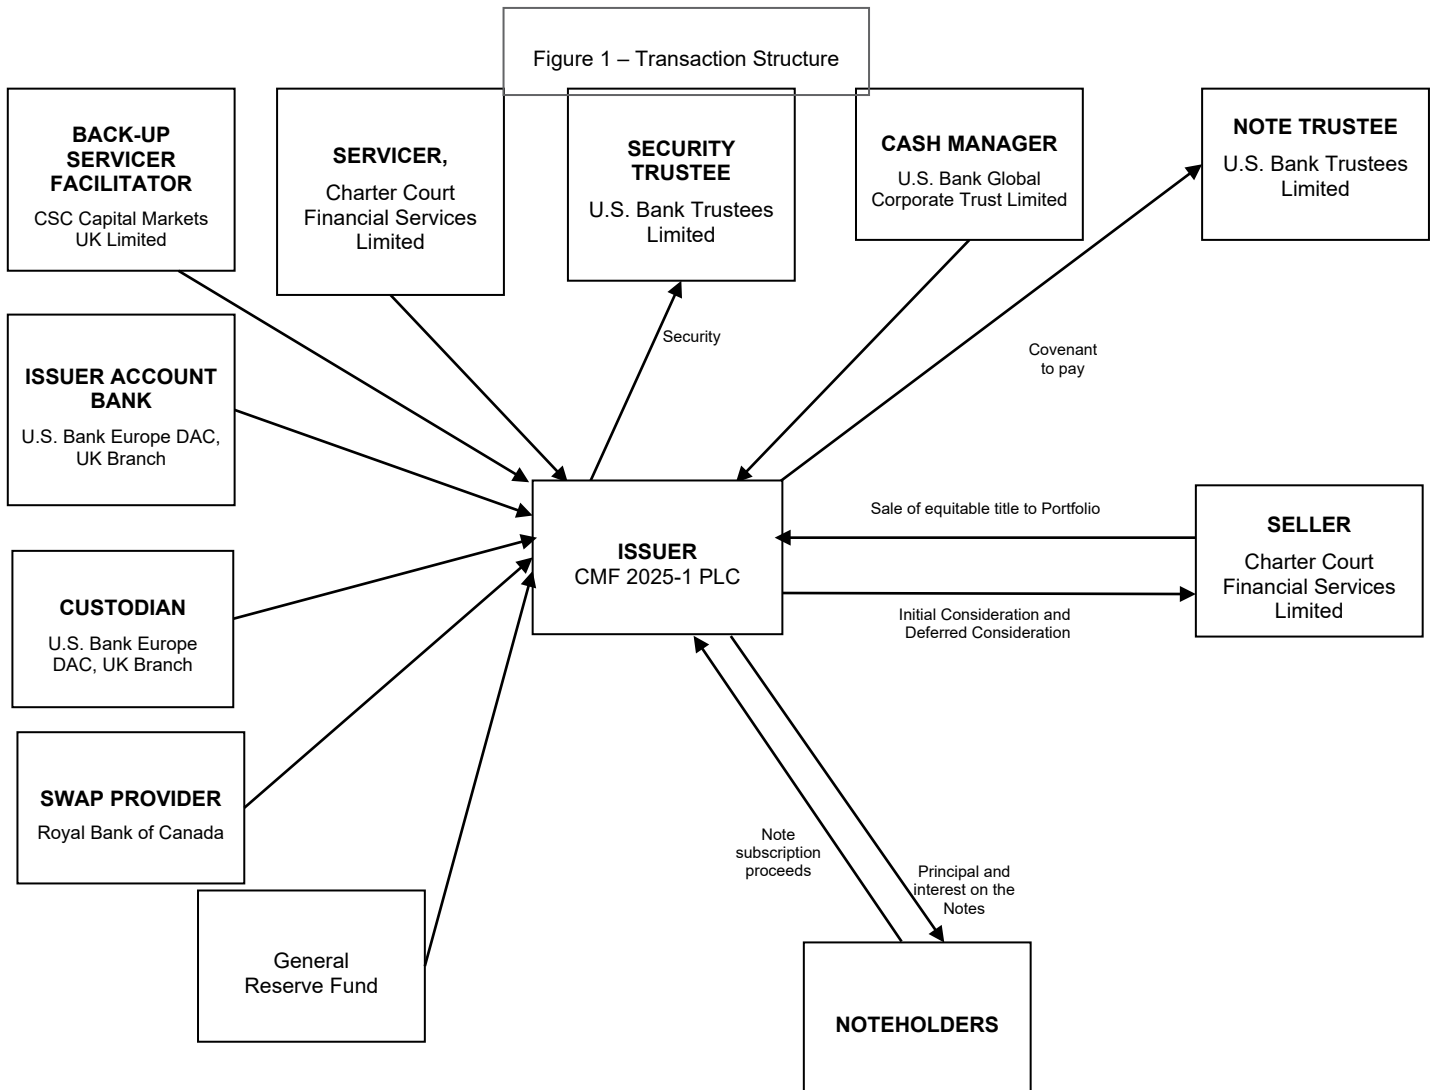 Figure 1 – Transaction Structure
BACK-UP
SERVICER
FACILITATOR
CSC Capital Markets
UK Limited
SERVICER,
Charter Court
Financial Services
Limited
SECURITY
TRUSTEE
U.S. Bank Trustees
Limited
CASH MANAGER
U.S. Bank Global
Corporate Trust Limited
NOTE TRUSTEE
U.S. Bank Trustees
Limited
Security
Covenant
to pay
ISSUER ACCOUNT
BANK
U.S. Bank Europe DAC,
UK Branch
ISSUER
CMF 2025-1 PLC
Sale of equitable title to Portfolio
Initial Consideration and
Deferred Consideration
SELLER
Charter Court
Financial Services
Limited
CUSTODIAN
U.S. Bank Europe
DAC, UK Branch
SWAP PROVIDER
Royal Bank of Canada
Note
subscription
proceeds
Principal and
interest on the
Notes
General
Reserve Fund
NOTEHOLDERS